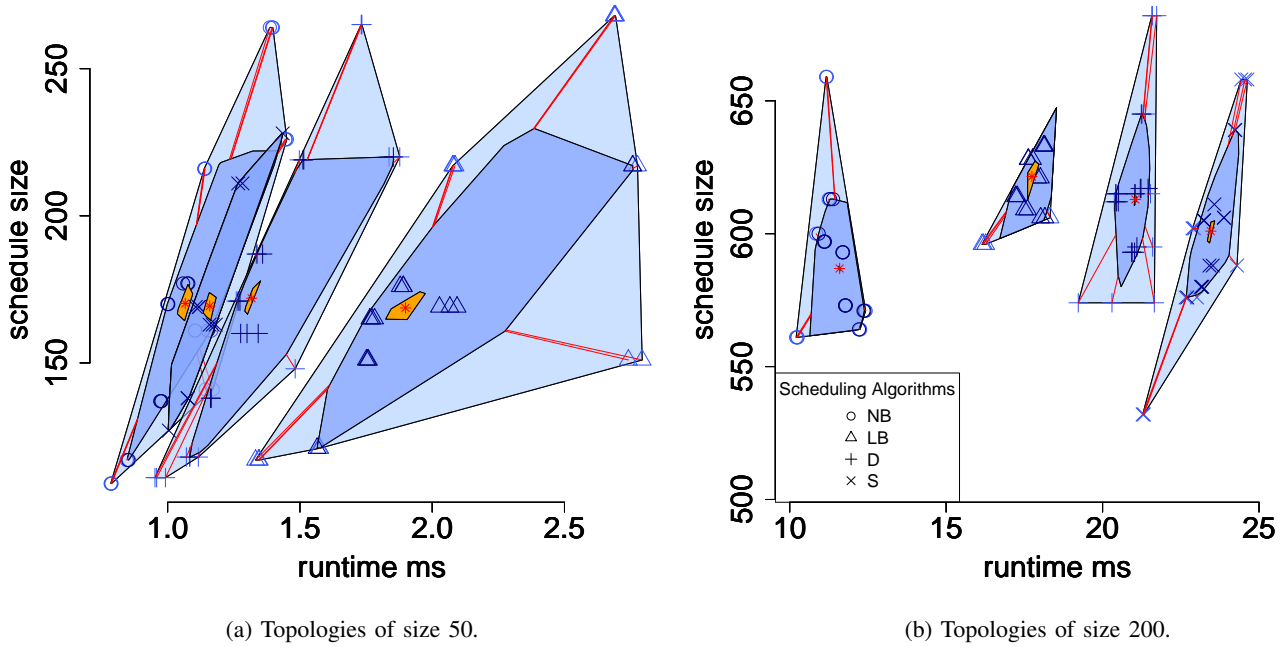 schedule size
250
200
150
1.0
1.5
2.0
2.5
runtime ms
(a) Topologies of size 50.
schedule size
650
600
550
500
Scheduling Algorithms
NB
LB
D
S
10
15
20
25
runtime ms
(b) Topologies of size 200.